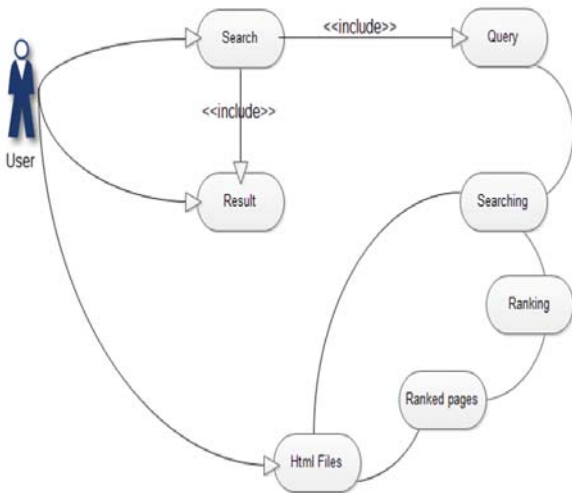 Search
<<include>>
Query
<<include>>
User
Result
Searching
Ranking
Ranked pages
Html Files